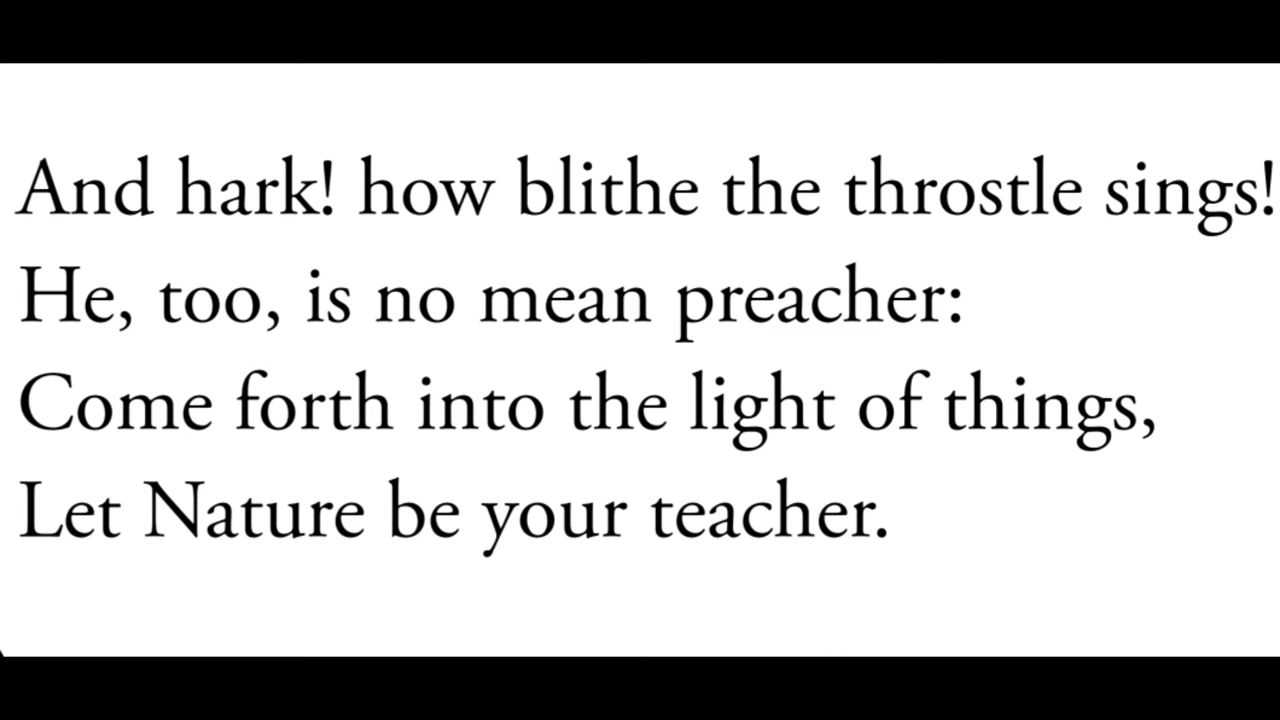 And hark! how blithe the throstle sings!
He, too, is no mean preacher:
Come forth into the light of things,
Let Nature be your teacher.